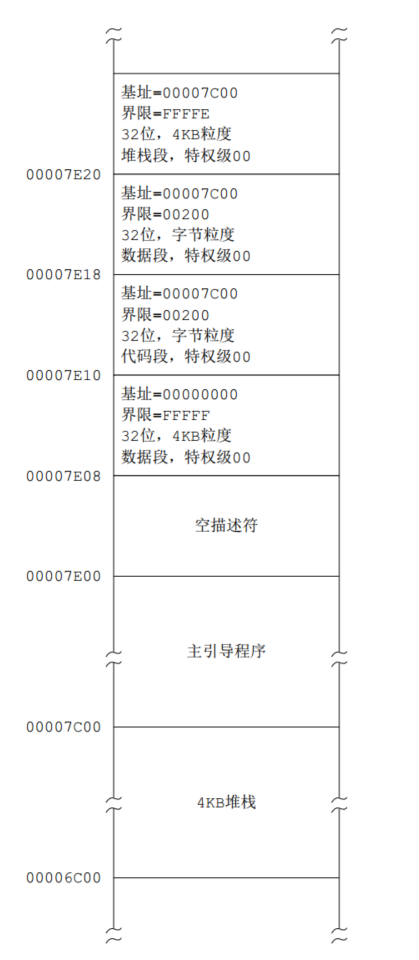 基址=00007C00
界限=FFFFE
32位，4KB粒度
堆栈段，特权级00
00007E20
基址=00007C00
界限=00200
32位，字节粒度
数据段，特权级00
00007E18
基址=00007C00
界限=00200
32位，字节粒度
代码段，特权级00
00007E10
基址=00000000
界限=FFFFF
32位，4KB粒度
数据段，特权级00
00007E08
空描述符
00007E00
主引导程序
00007C00
4KB堆栈
00006C00